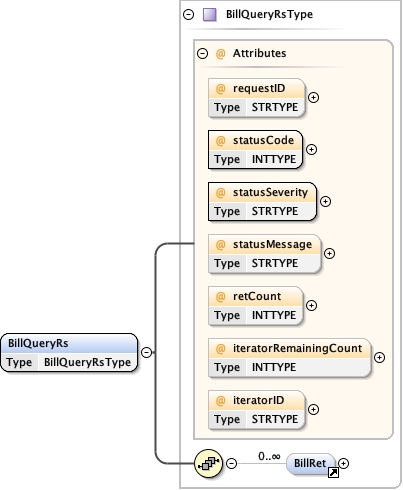 BillQueryRsType
@ Attributes
@ requestID
Type STRTYPE
@ statusCode
Type INTTYPE
@ statusSeverity
Type STRTYPE
@ statusMessage
Type STRTYPE
@ retCount
Type INTTYPE
BillQueryRs
Type BillQueryRsType
@ iteratorRemainingCount
Type INTTYPE
@ iteratorID
Type STRTYPE
0..∞
BillRet